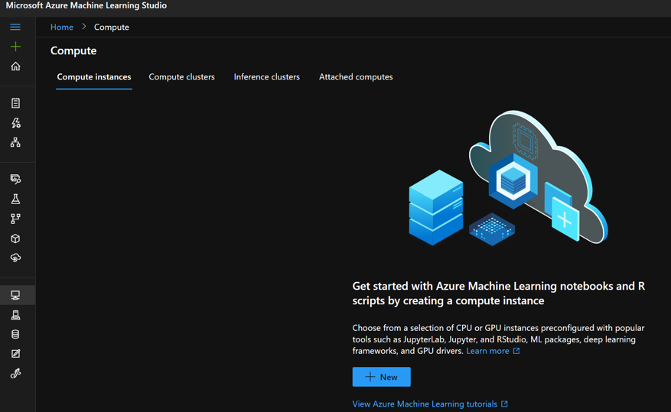 Microsoft Azure Machine Learning Studio
Home > Compute
Compute
Compute instances Compute clusters Inference clusters Attached computes
Get started with Azure Machine Learning notebooks and R
scripts by creating a compute instance
Choose from a selection of CPU or GPU instances preconfigured with popular
tools such as JupyterLab, Jupyter, and RStudio, ML packages, deep learning
frameworks, and GPU drivers. Learn more
+ New
View Azure Machine Learning tutorials